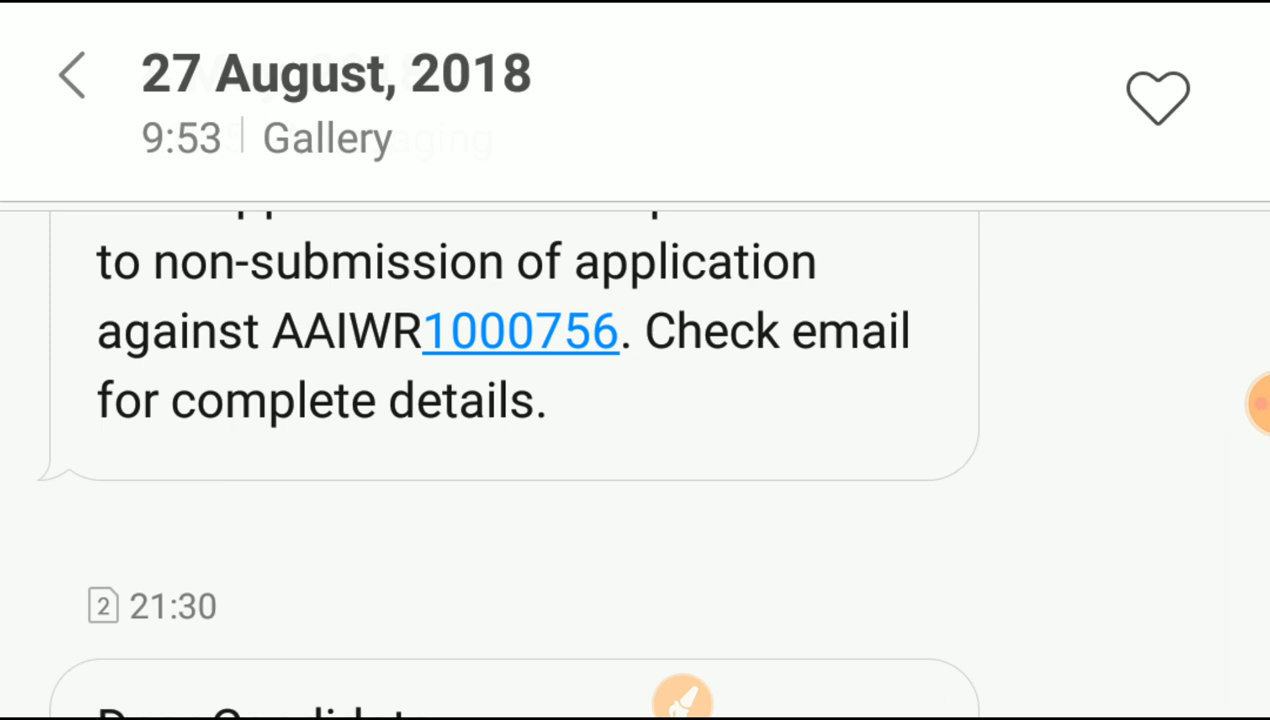 27 August, 2018
9:53 Gallery
to non-submission of application
against AAIWR1000756. Check email
for complete details.
2 21:30